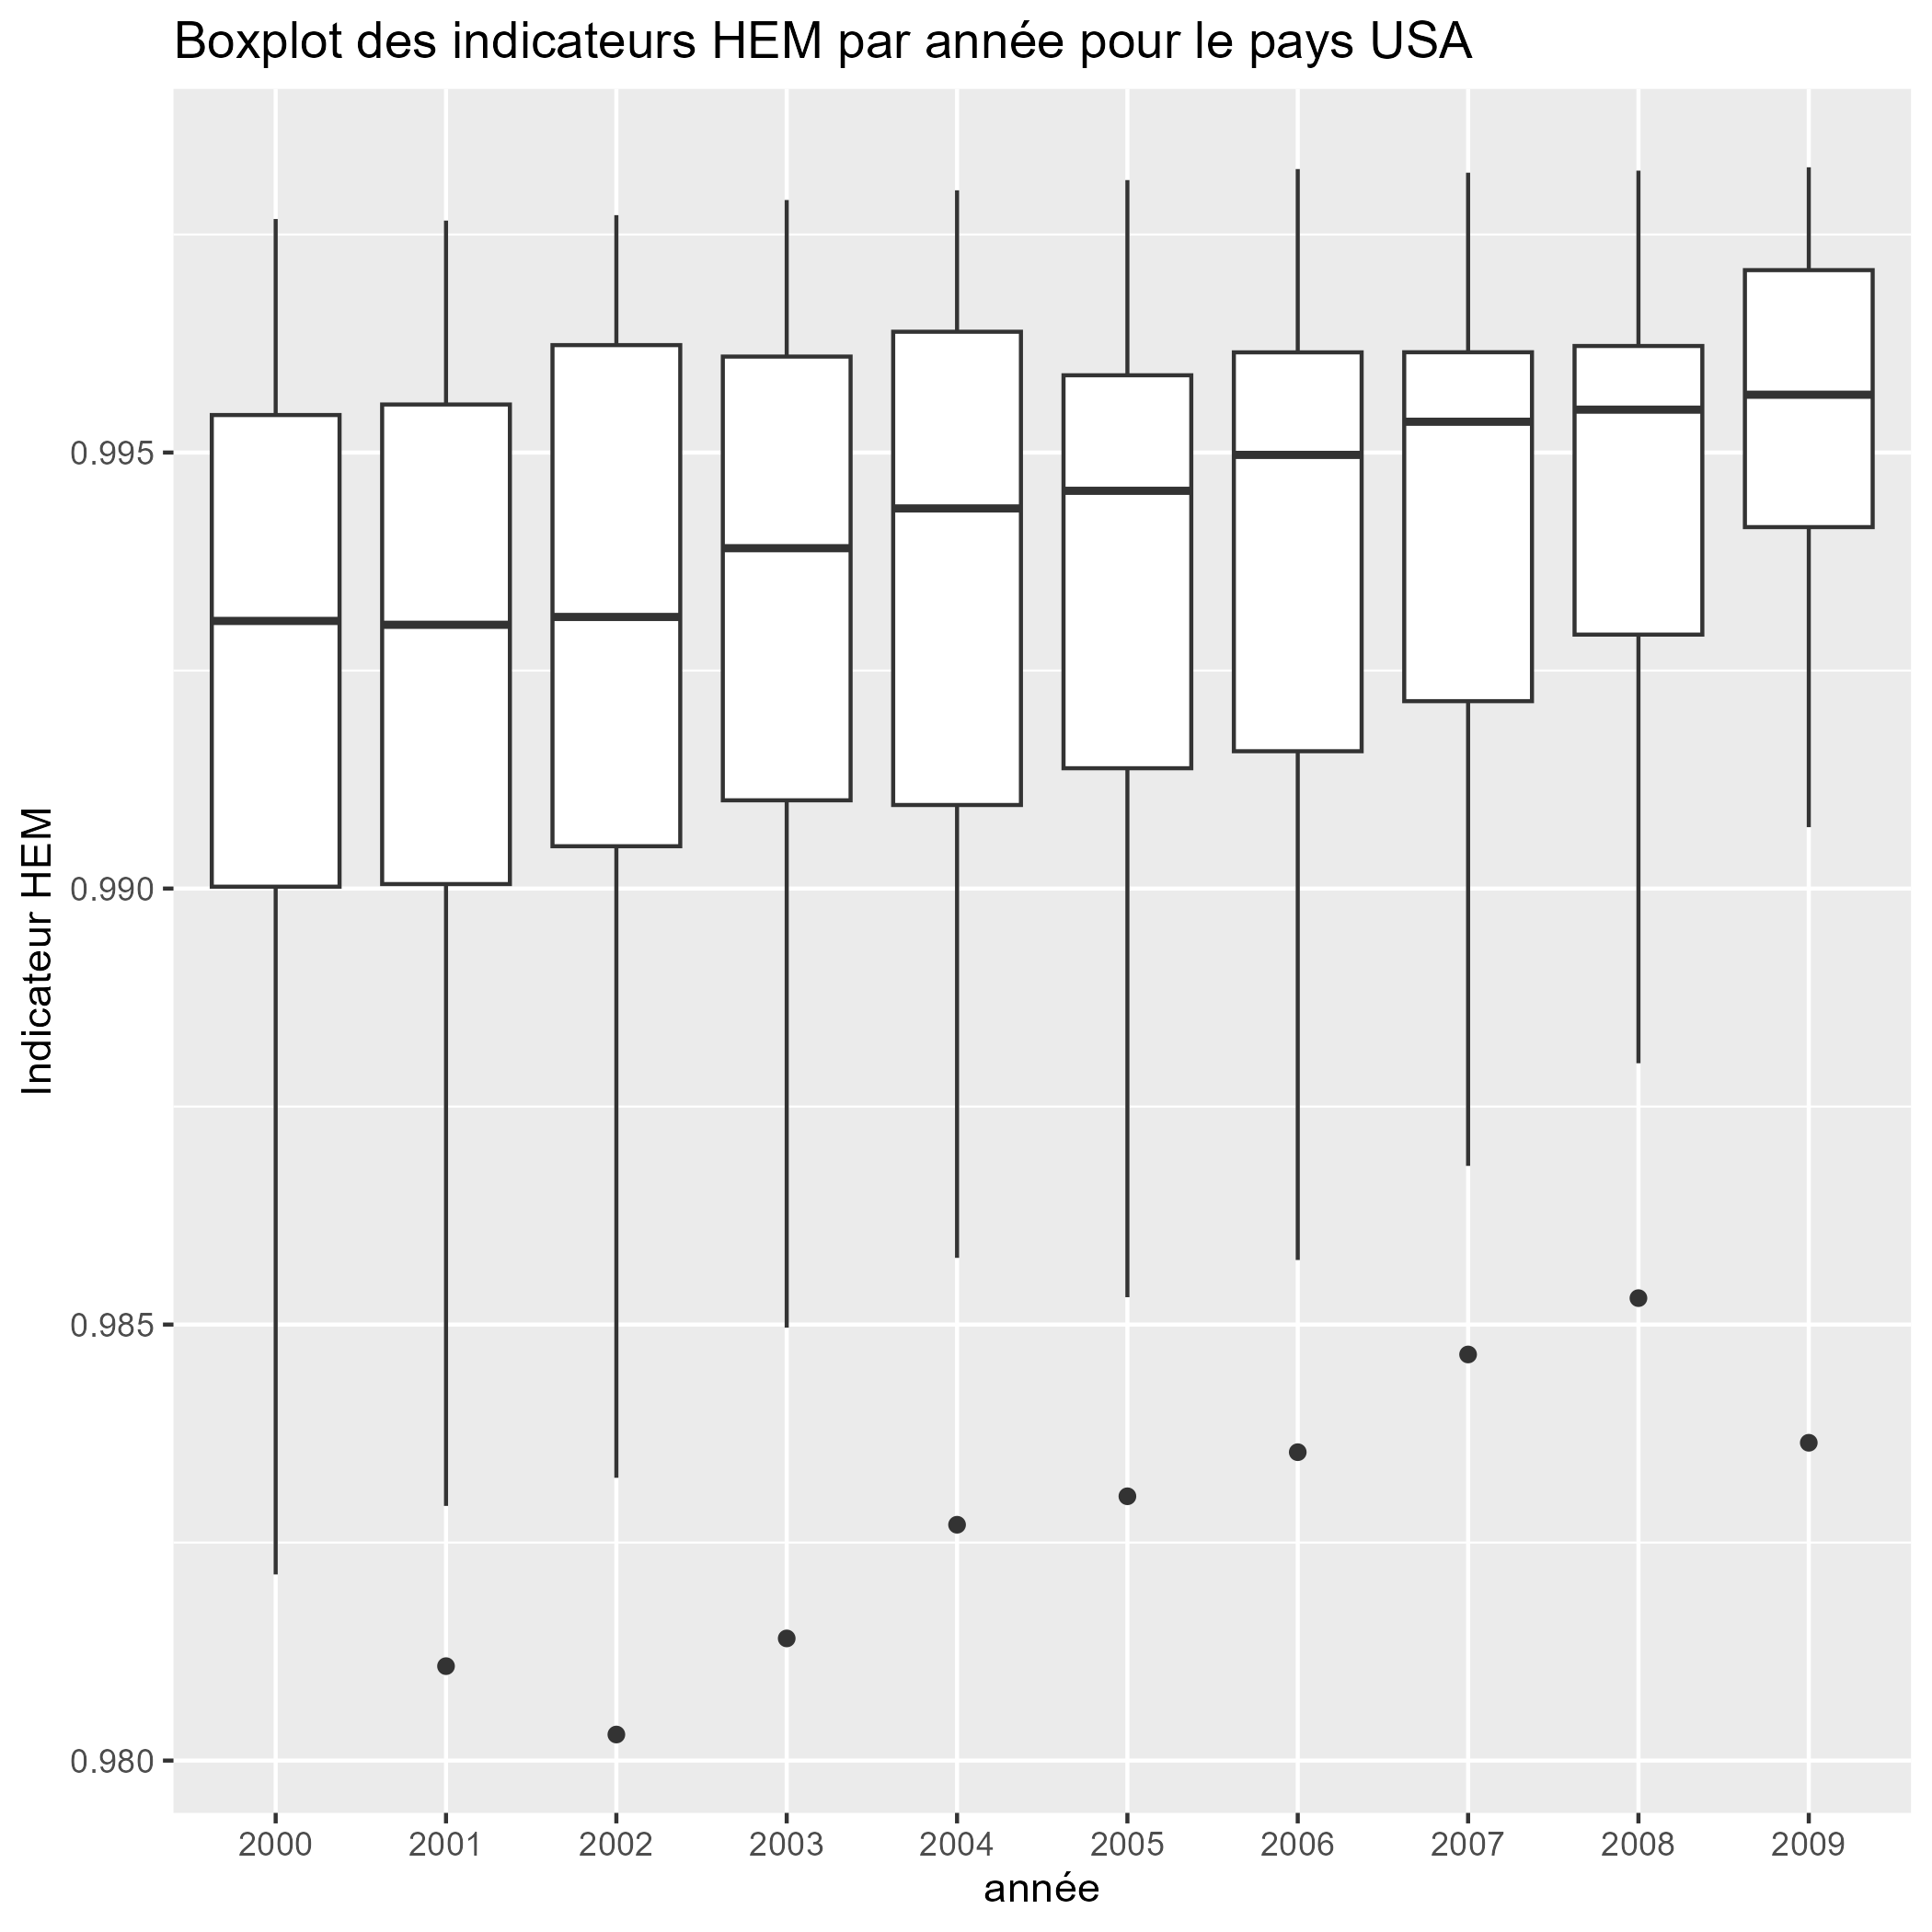 Boxplot des indicateurs HEM par année pour le pays USA
Indicateur HEM
0.995
0.990
0.985
0.980
2000 2001 2002 2003 2004 2005 2006 2007 2008 2009
année